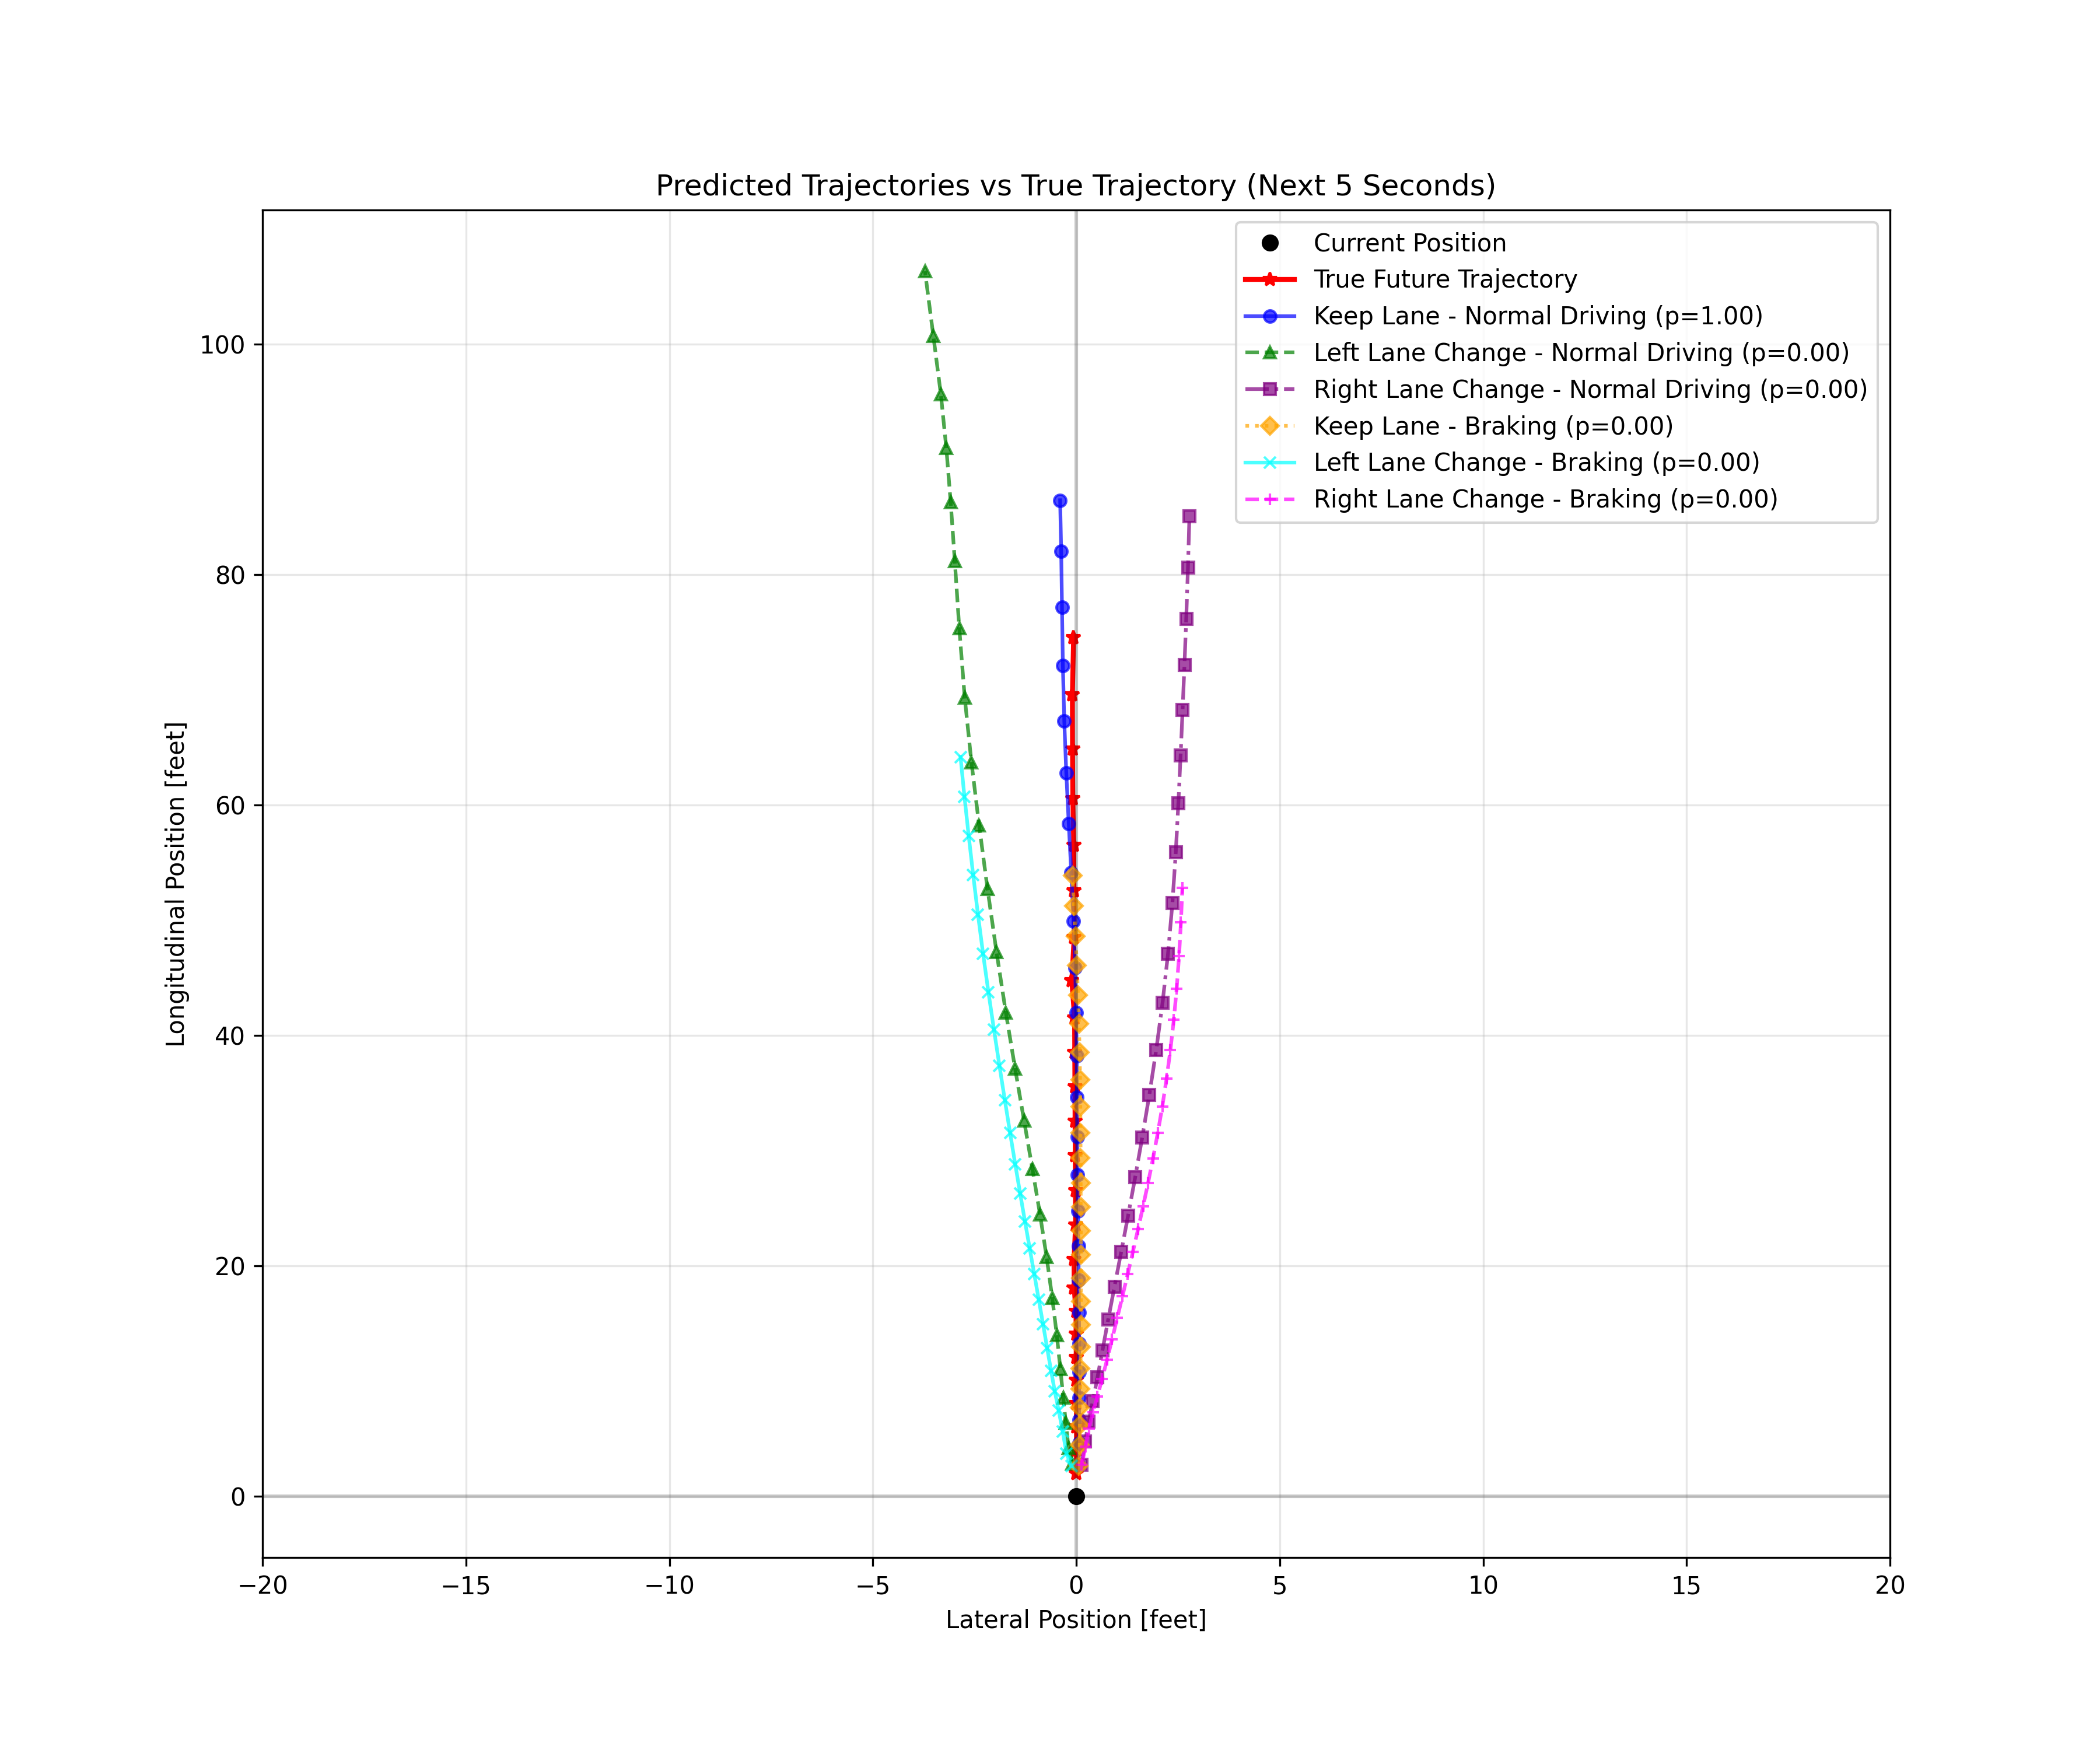 Predicted Trajectories vs True Trajectory (Next 5 Seconds)
Current Position
True Future Trajectory
Keep Lane - Normal Driving (p=1.00)
Left Lane Change - Normal Driving (p=0.00)
Right Lane Change - Normal Driving (p=0.00)
Keep Lane - Braking (p=0.00)
Left Lane Change - Braking (p=0.00)
Right Lane Change - Braking (p=0.00)
Longitudinal Position [feet]
100
80
60
40
20
0
−20 −15 −10 −5 0 5 10 15 20
Lateral Position [feet]